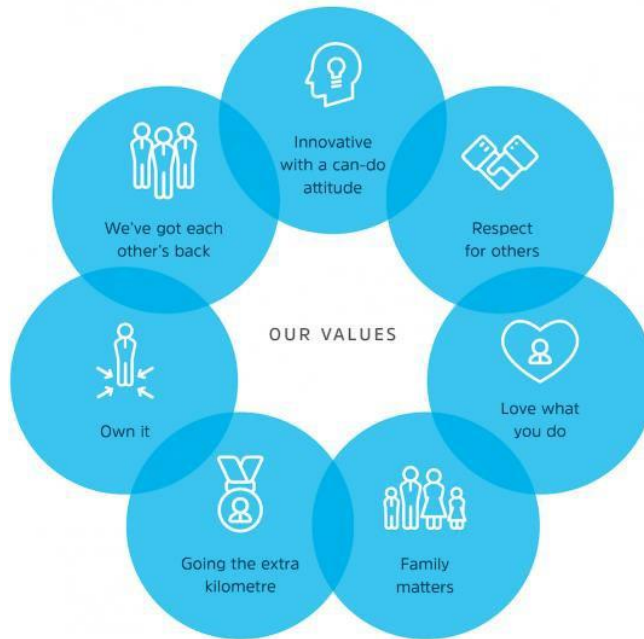 Innovative
with a can-do
attitude
We've got each
other's back
Respect
for others
OUR VALUES
Own it
Love what
you do
Going the extra
kilometre
Family
matters